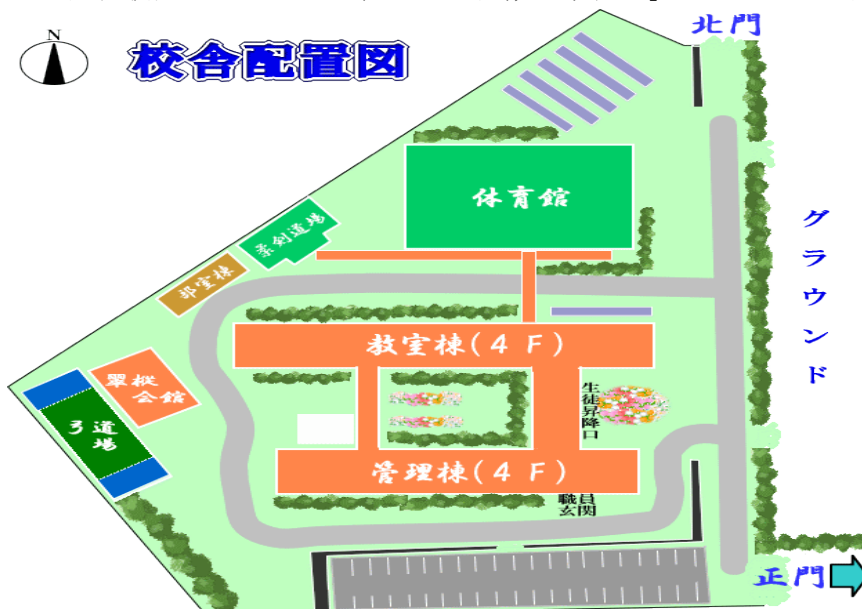 N
校舎配置図
北門
体育館
柔剣道場
部室棟
グラウンド
教室棟(4F)
翠樅
会館
弓道
場
生徒昇降口
管理棟(4F)
職員
玄関
正門